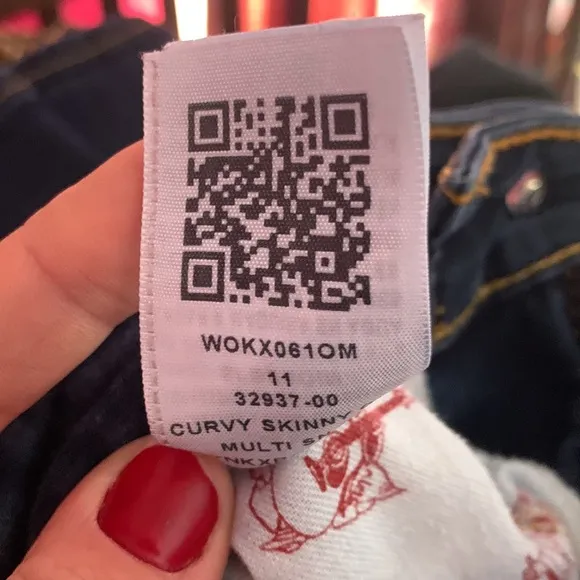 WOKX061OM
11
32937-00
CURVY SKINNY
MULTI